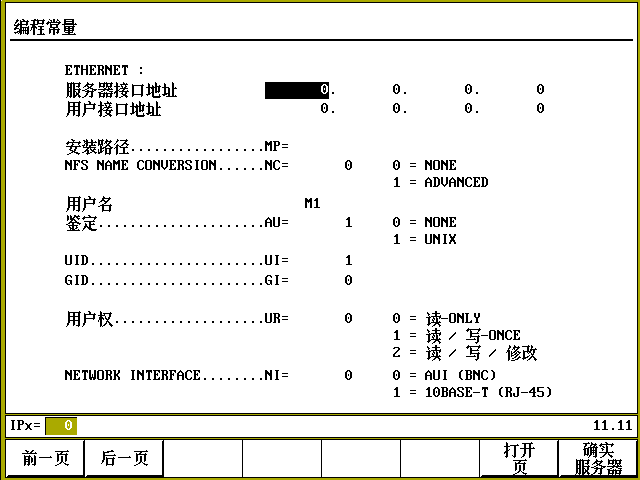 编程常量
ETHERNET :
服务器接口地址 0. 0. 0. 0
用户接口地址 0. 0. 0. 0
安装路径.................MP=
NFS NAME CONVERSION......NC= 0 0 = NONE
1 = ADVANCED
用户名 M1
鉴定.....................AU= 1 0 = NONE
1 = UNIX
UID......................UI= 1
GID......................GI= 0
用户权...................UR= 0 0 = 读-ONLY
1 = 读 / 写-ONCE
2 = 读 / 写 / 修改
NETWORK INTERFACE........NI= 0 0 = AUI (BNC)
1 = 10BASE-T (RJ-45)
IPx= 0 11.11
前一页 后一页 打开页 确实服务器